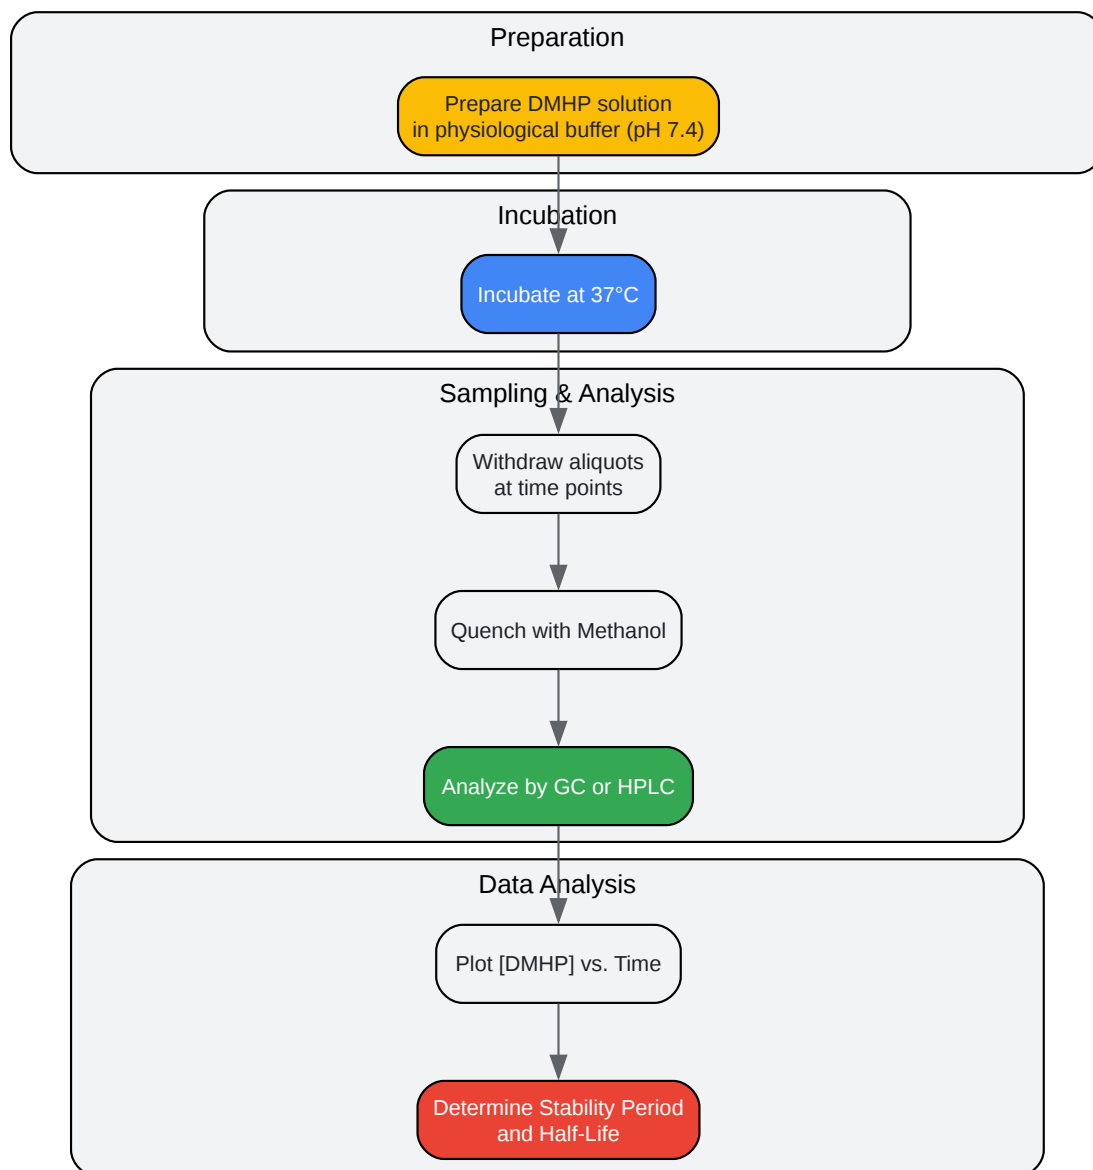 Preparation
Prepare DMHP solution
in physiological buffer (pH 7.4)
Incubation
Incubate at 37°C
Sampling & Analysis
Withdraw aliquots
at time points
Quench with Methanol
Analyze by GC or HPLC
Data Analysis
Plot [DMHP] vs. Time
Determine Stability Period
and Half-Life